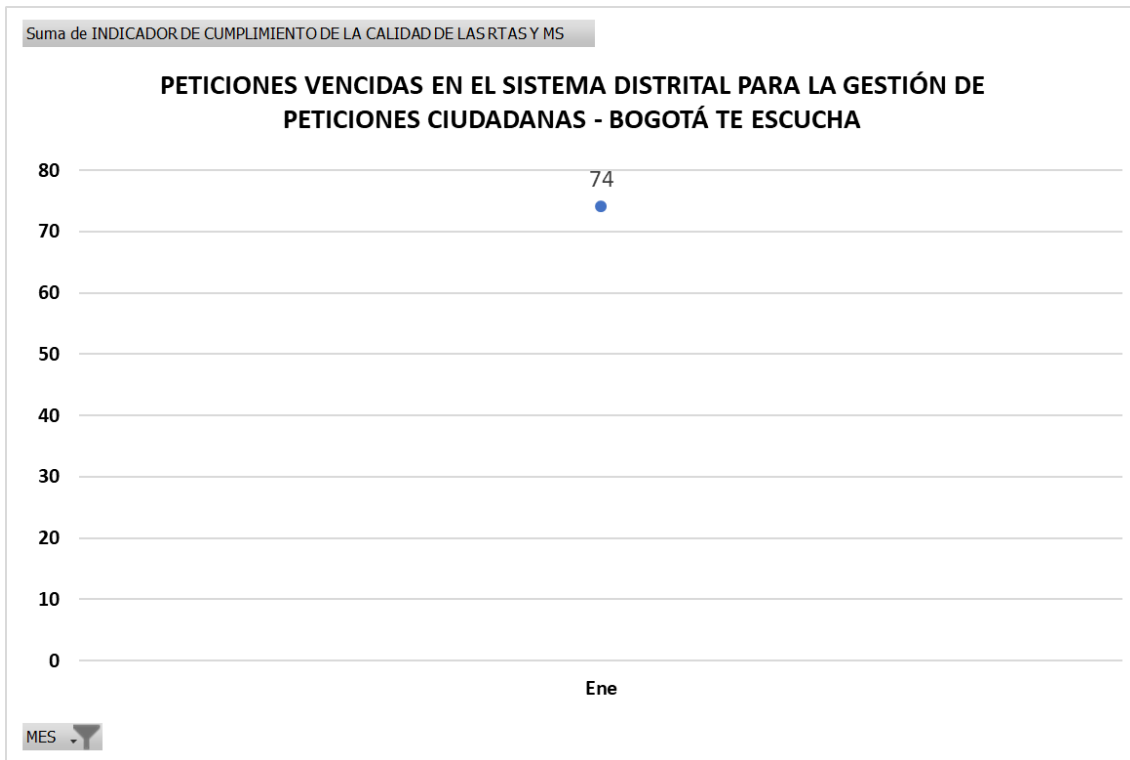 Suma de INDICADOR DE CUMPLIMIENTO DE LA CALIDAD DE LAS RTAS Y MS
PETICIONES VENCIDAS EN EL SISTEMA DISTRITAL PARA LA GESTIÓN DE
PETICIONES CIUDADANAS - BOGOTÁ TE ESCUCHA
80
74
70
60
50
40
30
20
10
0
Ene
MES